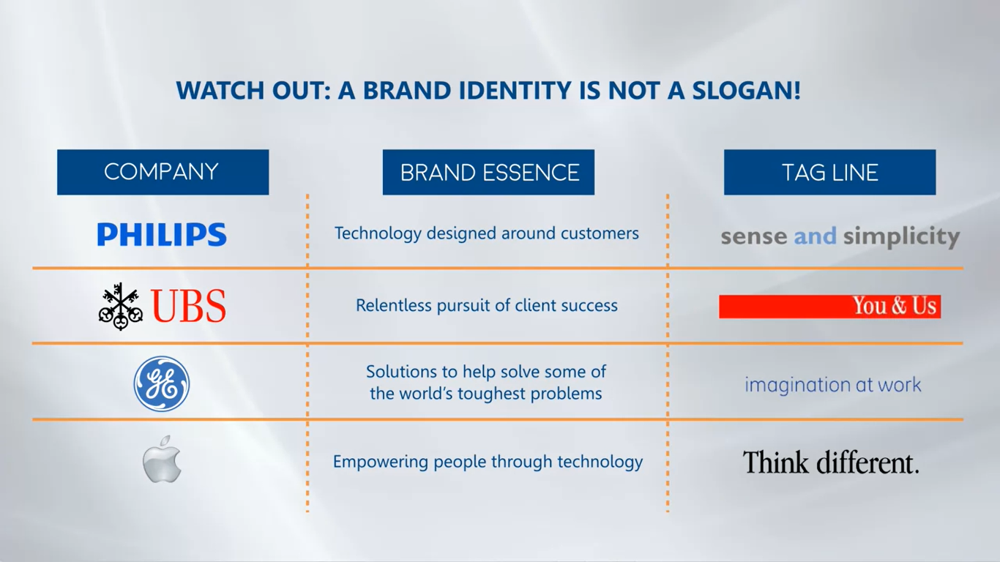 WATCH OUT: A BRAND IDENTITY IS NOT A SLOGAN!
COMPANY
BRAND ESSENCE
TAG LINE
PHILIPS
Technology designed around customers
sense and simplicity
UBS
Relentless pursuit of client success
You & Us
GE
Solutions to help solve some of
the world's toughest problems
imagination at work
Empowering people through technology
Think different.